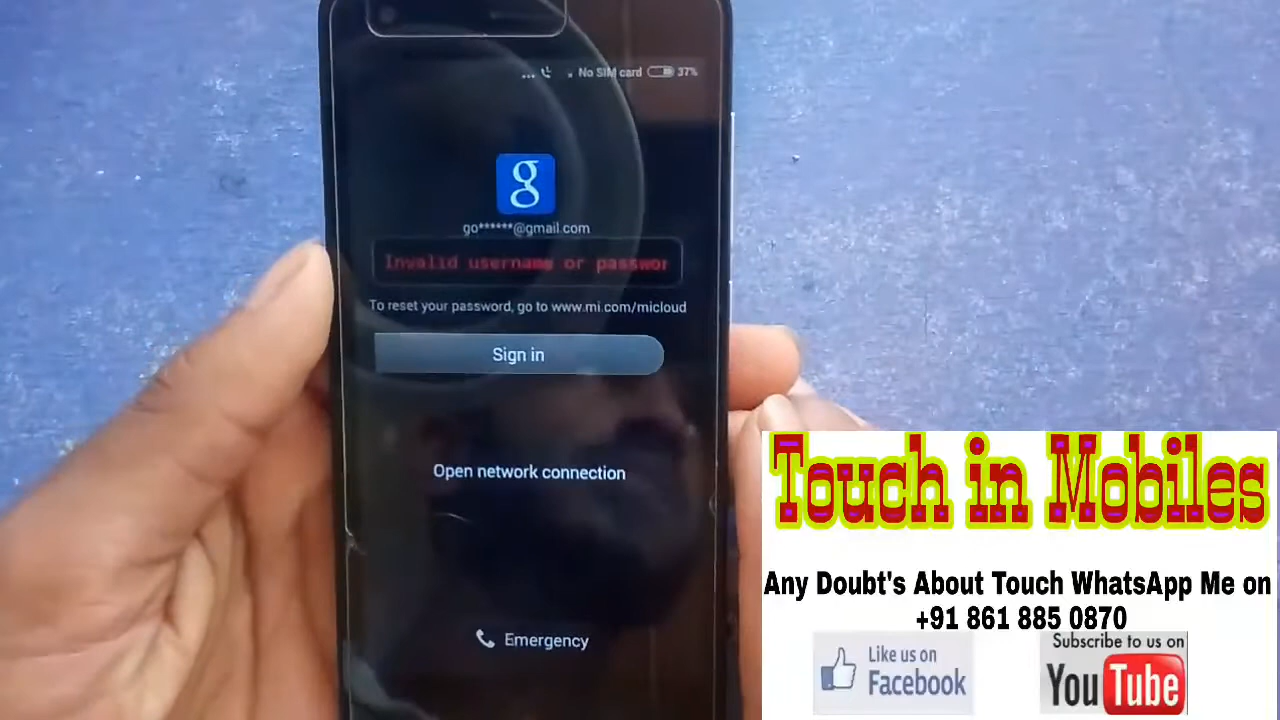 ... No SIM card 37%
g
go******@gmail.com
Invalid username or passwor
To reset your password, go to www.mi.com/micloud
Sign in
Open network connection
Emergency
Touch in Mobiles
Any Doubt's About Touch WhatsApp Me on
+91 861 885 0870
Like us on
Facebook
Subscribe to us on
YouTube